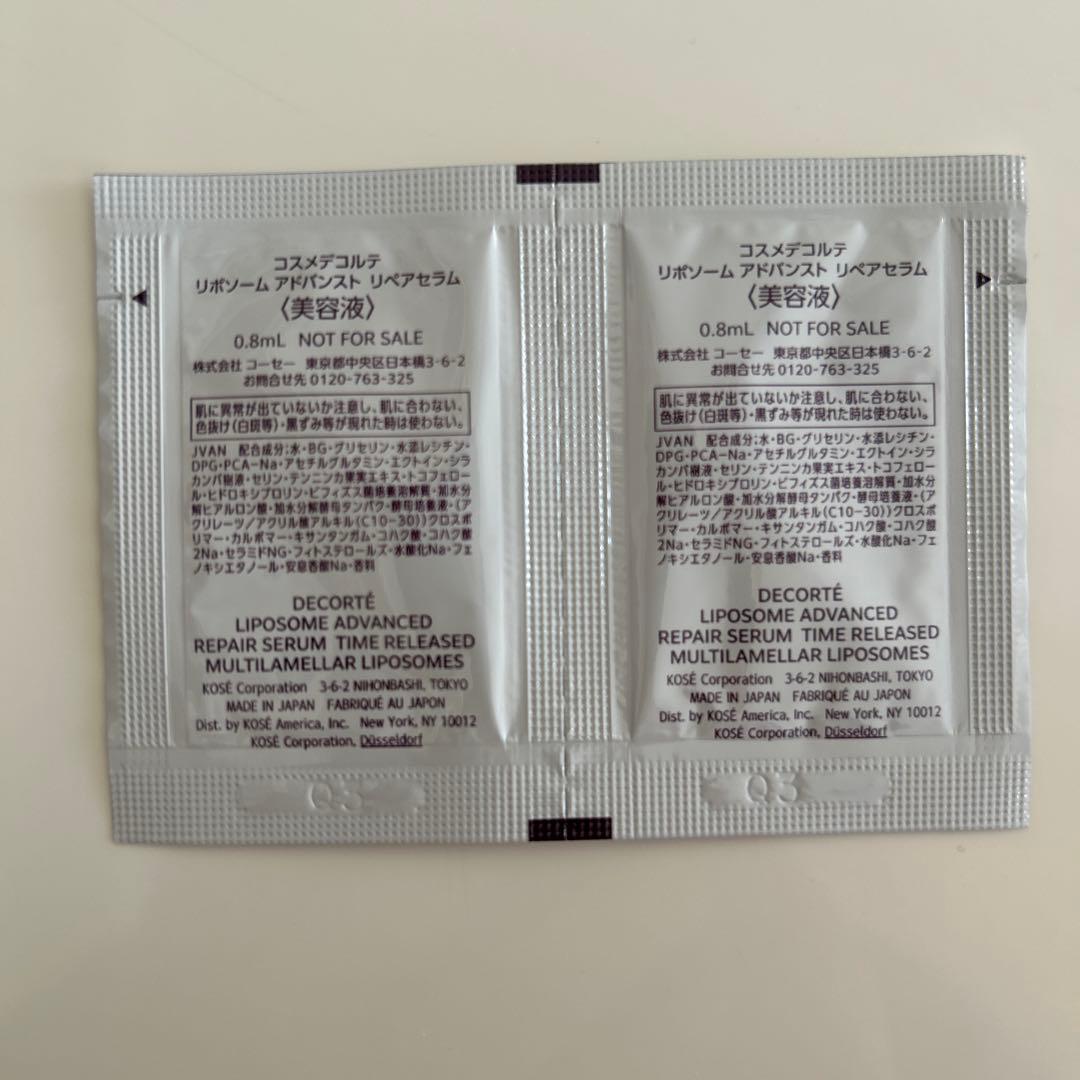 コスメデコルテ
リポソーム アドバンスト リペアセラム
〈美容液〉
0.8mL NOT FOR SALE
株式会社 コーセー 東京都中央区日本橋3-6-2
お問合せ先 0120-763-325
肌に異常が出ていないか注意し、肌に合わない、
色抜け(白斑等)・黒ずみ等が現れた時は使わない。
JVAN 配合成分:水・BG・グリセリン・水添レシチン・
DPG・PCA-Na・アセチルグルタミン・エクトイン・シラ
カンバ樹液・セリン・テンニンカ果実エキス・トコフェロー
ル・ヒドロキシプロリン・ビフィズス菌培養溶解質・加水分
解ヒアルロン酸・加水分解酵母タンパク・酵母培養液・(ア
クリレーツ/アクリル酸アルキル(C10-30))クロスポ
リマー・カルボマー・キサンタンガム・コハク酸・コハク酸
2Na・セラミドNG・フィトステロールズ・水酸化Na・フェ
ノキシエタノール・安息香酸Na・香料
DECORTÉ
LIPOSOME ADVANCED
REPAIR SERUM TIME RELEASED
MULTILAMELLAR LIPOSOMES
KOSÉ Corporation 3-6-2 NIHONBASHI, TOKYO
MADE IN JAPAN FABRIQUÉ AU JAPON
Dist. by KOSÉ America, Inc. New York, NY 10012
KOSÉ Corporation, Düsseldorf
Q3
コスメデコルテ
リポソーム アドバンスト リペアセラム
〈美容液〉
0.8mL NOT FOR SALE
株式会社 コーセー 東京都中央区日本橋3-6-2
お問合せ先 0120-763-325
肌に異常が出ていないか注意し、肌に合わない、
色抜け(白斑等)・黒ずみ等が現れた時は使わない。
JVAN 配合成分:水・BG・グリセリン・水添レシチン・
DPG・PCA-Na・アセチルグルタミン・エクトイン・シラ
カンバ樹液・セリン・テンニンカ果実エキス・トコフェロー
ル・ヒドロキシプロリン・ビフィズス菌培養溶解質・加水分
解ヒアルロン酸・加水分解酵母タンパク・酵母培養液・(ア
クリレーツ/アクリル酸アルキル(C10-30))クロスポ
リマー・カルボマー・キサンタンガム・コハク酸・コハク酸
2Na・セラミドNG・フィトステロールズ・水酸化Na・フェ
ノキシエタノール・安息香酸Na・香料
DECORTÉ
LIPOSOME ADVANCED
REPAIR SERUM TIME RELEASED
MULTILAMELLAR LIPOSOMES
KOSÉ Corporation 3-6-2 NIHONBASHI, TOKYO
MADE IN JAPAN FABRIQUÉ AU JAPON
Dist. by KOSÉ America, Inc. New York, NY 10012
KOSÉ Corporation, Düsseldorf
Q3